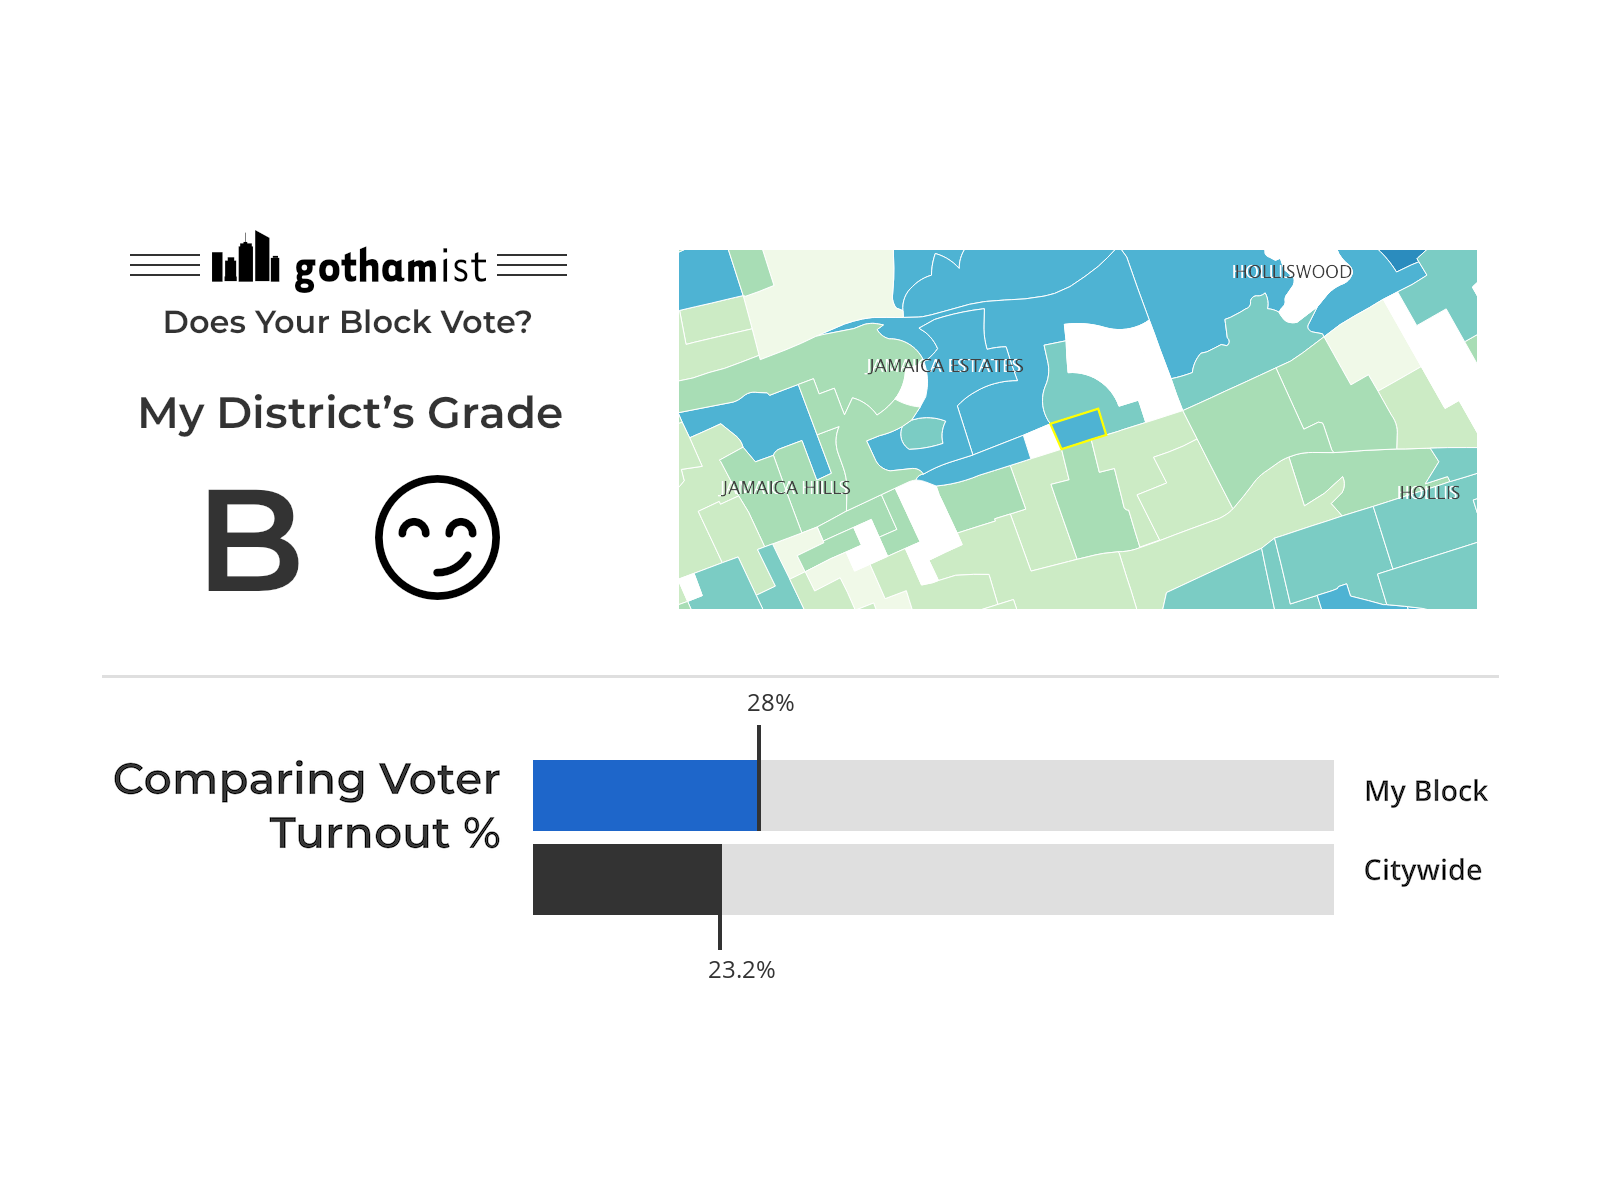 gothamist
Does Your Block Vote?
My District’s Grade
B
HOLLISWOOD
JAMAICA ESTATES
JAMAICA HILLS
HOLLIS
Comparing Voter
Turnout %
28%
My Block
Citywide
23.2%